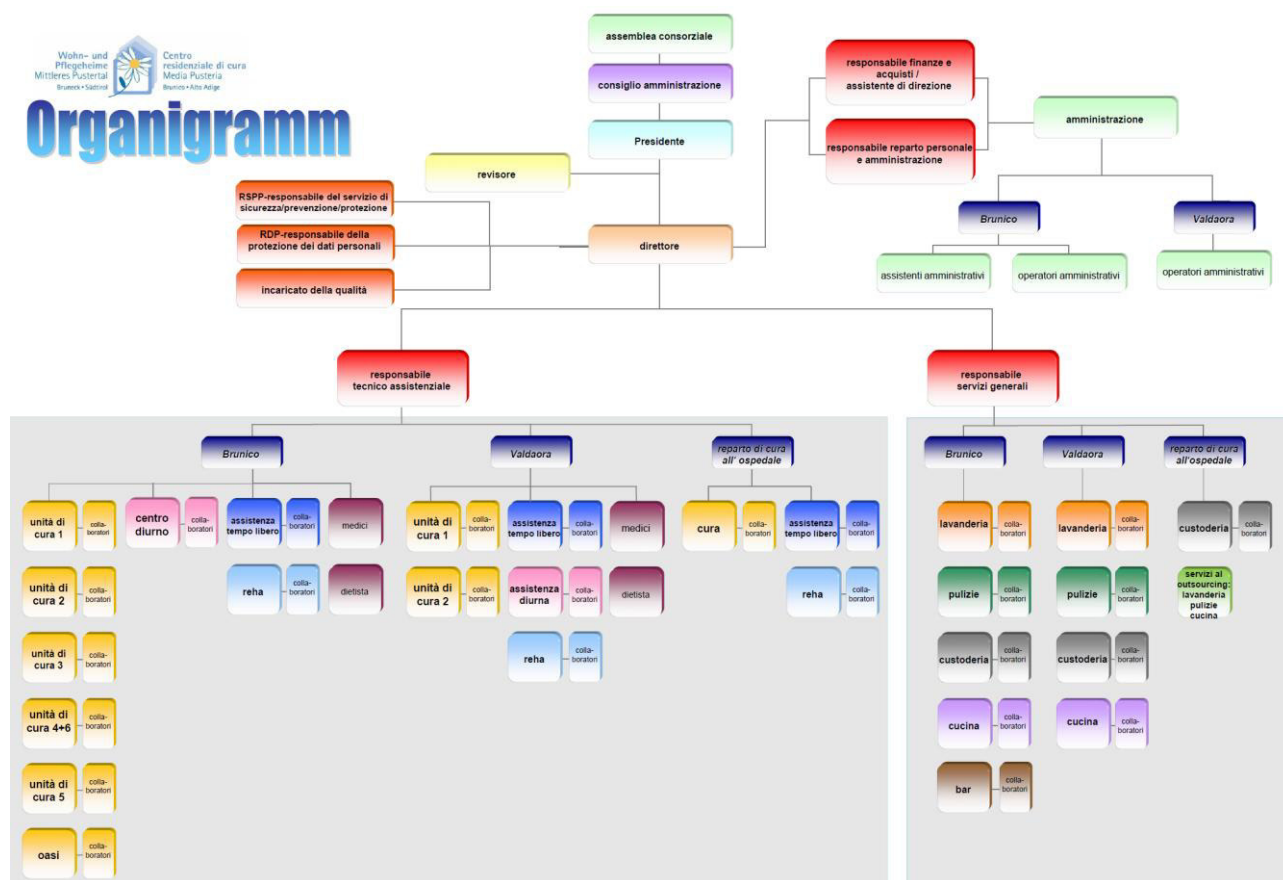 Wohn- und
Pflegeheime
Mittleres Pustertal
Bruneck • Südtirol
Centro
residenziale di cura
Media Pusteria
Brunico • Alto Adige
Organigramm
assemblea consorziale
consiglio amministrazione
Presidente
revisore
RSPP-responsabile del servizio di
sicurezza/prevenzione/protezione
RDP-responsabile della
protezione dei dati personali
incaricato della qualità
direttore
responsabile finanze e
acquisti /
assistente di direzione
responsabile reparto personale
e amministrazione
amministrazione
Brunico
Valdaora
assistenti amministrativi
operatori amministrativi
operatori amministrativi
responsabile
tecnico assistenziale
responsabile
servizi generali
Brunico
unità di
cura 1
colla-
boratori
centro
diurno
colla-
boratori
assistenza
tempo libero
colla-
boratori
medici
unità di
cura 2
colla-
boratori
reha
colla-
boratori
dietista
unità di
cura 3
colla-
boratori
unità di
cura 4+6
colla-
boratori
unità di
cura 5
colla-
boratori
oasi
colla-
boratori
Valdaora
unità di
cura 1
colla-
boratori
assistenza
tempo libero
colla-
boratori
medici
unità di
cura 2
colla-
boratori
assistenza
diurna
colla-
boratori
dietista
reha
colla-
boratori
reparto di cura
all' ospedale
cura
colla-
boratori
assistenza
tempo libero
colla-
boratori
reha
colla-
boratori
Brunico
lavanderia
colla-
boratori
pulizie
colla-
boratori
custoderia
colla-
boratori
cucina
colla-
boratori
bar
colla-
boratori
Valdaora
lavanderia
colla-
boratori
pulizie
colla-
boratori
custoderia
colla-
boratori
cucina
colla-
boratori
reparto di cura
all'ospedale
custoderia
colla-
boratori
servizi al
outsourcing:
lavanderia
pulizie
cucina